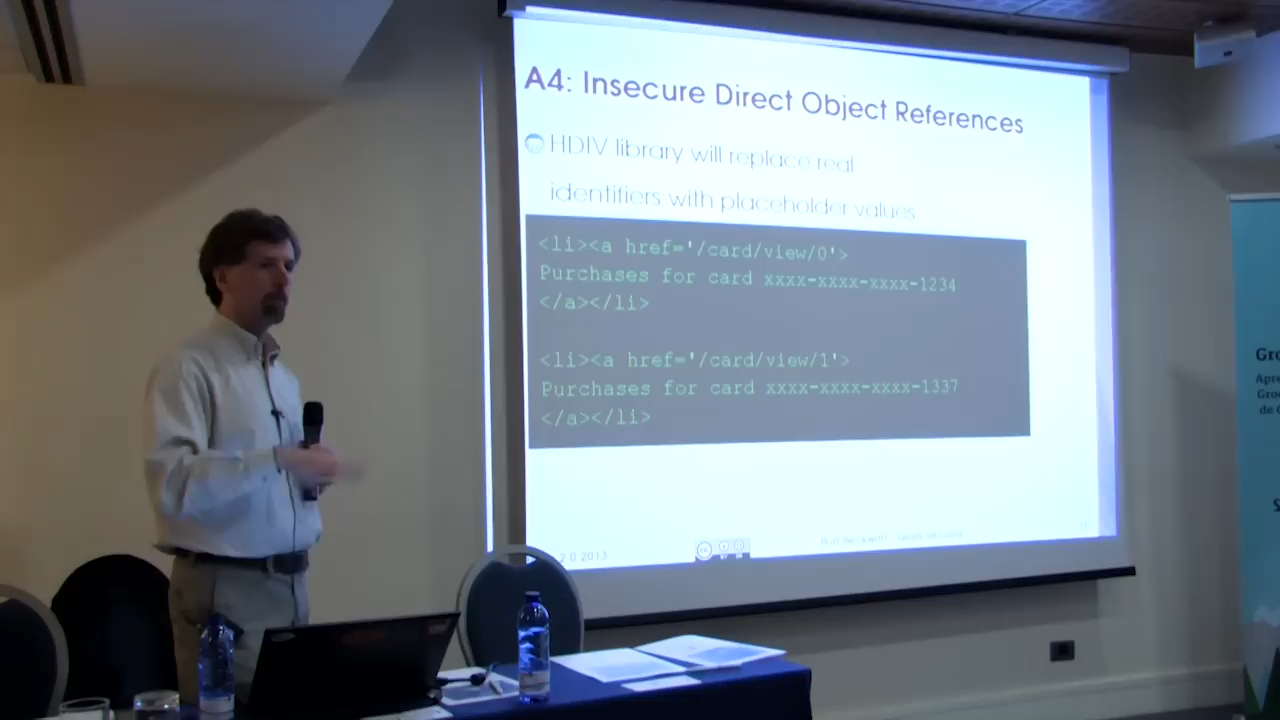 A4: Insecure Direct Object References
HDIV library will replace real
identifiers with placeholder values
<li><a href='/card/view/0'>
Purchases for card xxxx-xxxx-xxxx-1234
</a></li>
<li><a href='/card/view/1'>
Purchases for card xxxx-xxxx-xxxx-1337
</a></li>
2013
cc